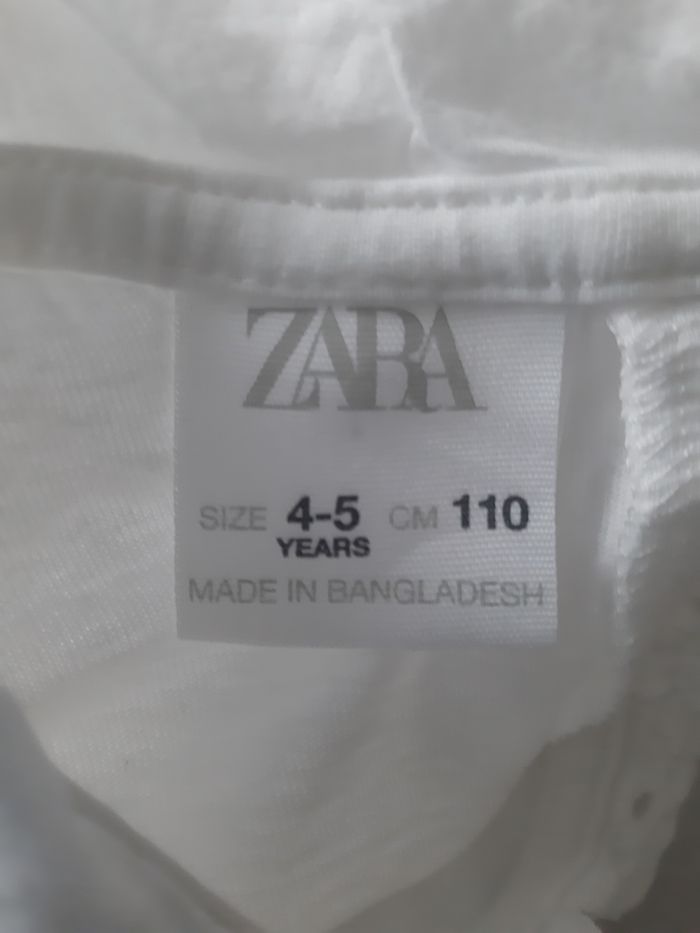 ZARA
SIZE 4-5 CM 110
YEARS
MADE IN BANGLADESH